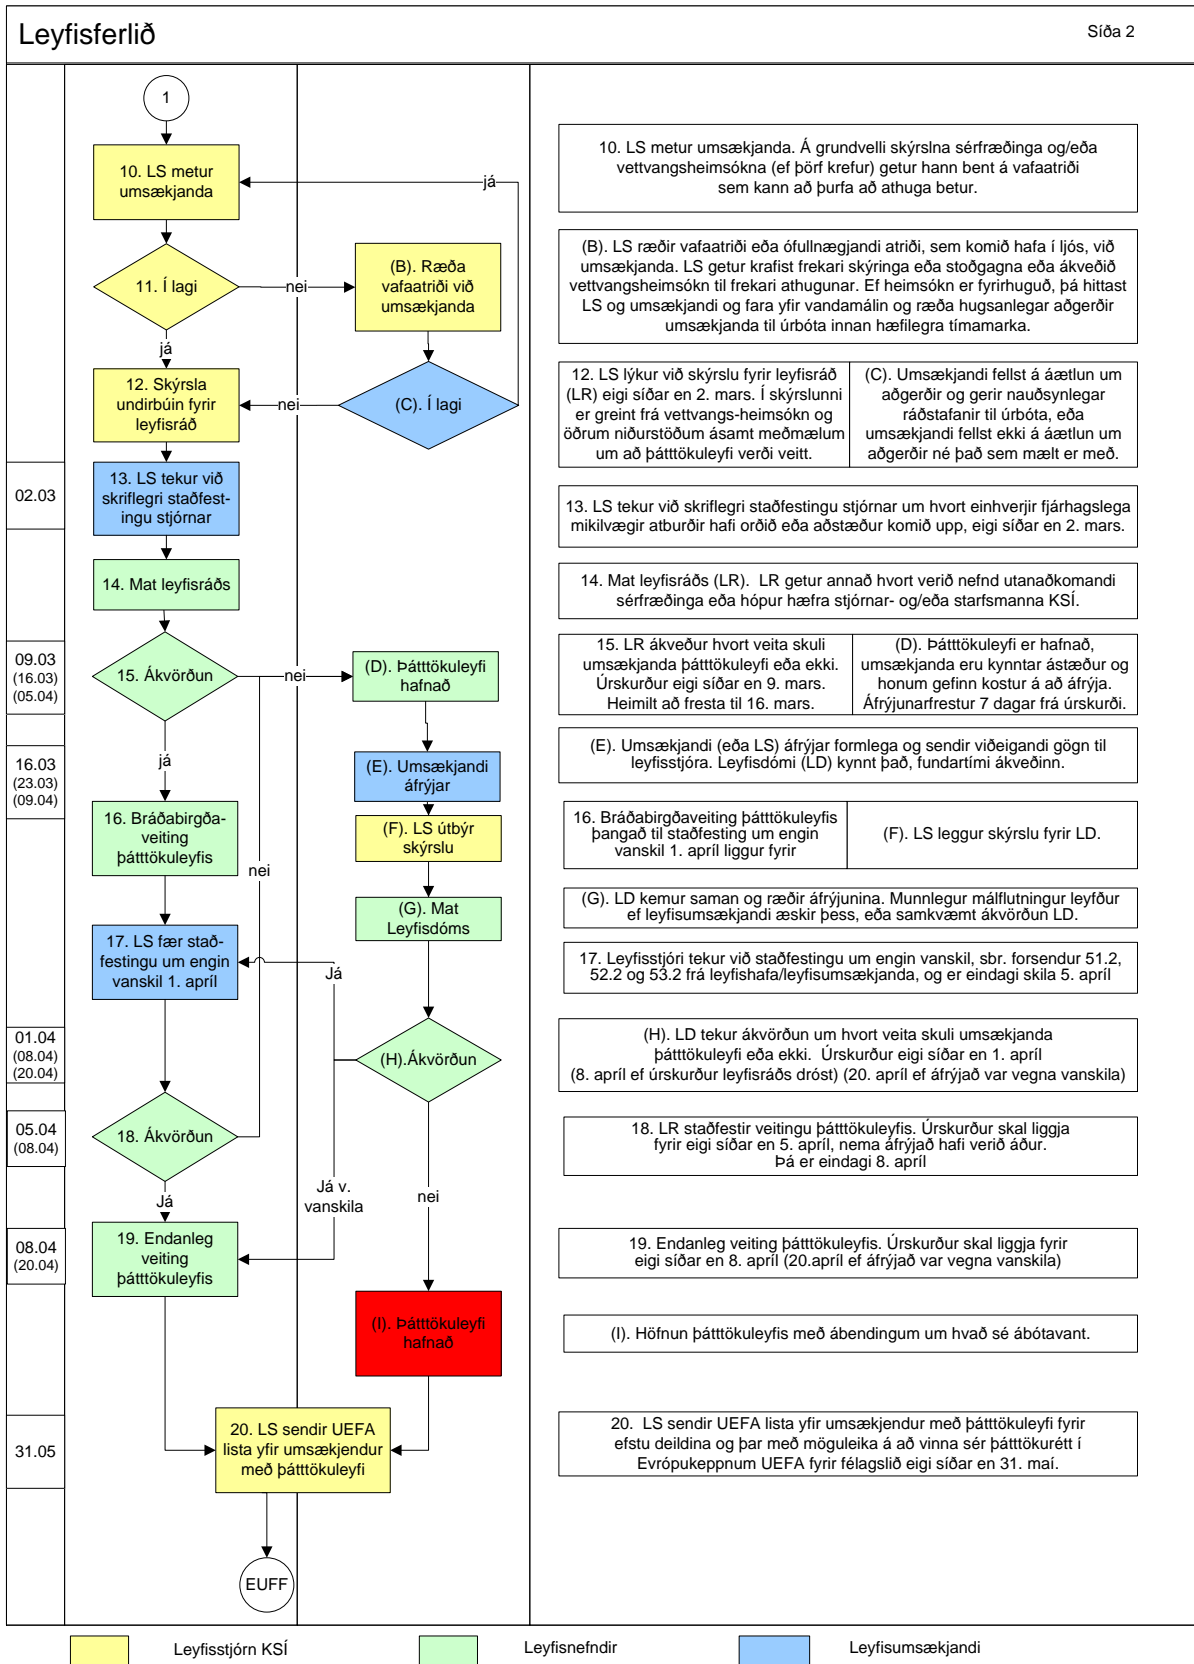 Leyfisferlið
Síða 2
1
10. LS metur
umsækjanda
já
10. LS metur umsækjanda. Á grundvelli skýrslna sérfræðinga og/eða
vettvangsheimsókna (ef þörf krefur) getur hann bent á vafaatriði
sem kann að þurfa að athuga betur.
11. Í lagi
nei
(B). Ræða
vafaatriði við
umsækjanda
(B). LS ræðir vafaatriði eða ófullnægjandi atriði, sem komið hafa í ljós, við
umsækjanda. LS getur krafist frekari skýringa eða stoðgagna eða ákveðið
vettvangsheimsókn til frekari athugunar. Ef heimsókn er fyrirhuguð, þá hittast
LS og umsækjandi og fara yfir vandamálin og ræða hugsanlegar aðgerðir
umsækjanda til úrbóta innan hæfilegra tímamarka.
já
12. Skýrsla
undirbúin fyrir
leyfisráð
nei
(C). Í lagi
12. LS lýkur við skýrslu fyrir leyfisráð
(LR) eigi síðar en 2. mars. Í skýrslunni
er greint frá vettvangs-heimsókn og
öðrum niðurstöðum ásamt meðmælum
um að þátttökuleyfi verði veitt.
(C). Umsækjandi fellst á áætlun um
aðgerðir og gerir nauðsynlegar
ráðstafanir til úrbóta, eða
umsækjandi fellst ekki á áætlun um
aðgerðir né það sem mælt er með.
02.03
13. LS tekur við
skriflegri staðfest-
ingu stjórnar
13. LS tekur við skriflegri staðfestingu stjórnar um hvort einhverjir fjárhagslega
mikilvægir atburðir hafi orðið eða aðstæður komið upp, eigi síðar en 2. mars.
14. Mat leyfisráðs
14. Mat leyfisráðs (LR).  LR getur annað hvort verið nefnd utanaðkomandi
sérfræðinga eða hópur hæfra stjórnar- og/eða starfsmanna KSÍ.
09.03
(16.03)
(05.04)
15. Ákvörðun
nei
(D). Þátttökuleyfi
hafnað
15. LR ákveður hvort veita skuli
umsækjanda þátttökuleyfi eða ekki.
Úrskurður eigi síðar en 9. mars.
Heimilt að fresta til 16. mars.
(D). Þátttökuleyfi er hafnað,
umsækjanda eru kynntar ástæður og
honum gefinn kostur á að áfrýja.
Áfrýjunarfrestur 7 dagar frá úrskurði.
16.03
(23.03)
(09.04)
já
(E). Umsækjandi
áfrýjar
(E). Umsækjandi (eða LS) áfrýjar formlega og sendir viðeigandi gögn til
leyfisstjóra. Leyfisdómi (LD) kynnt það, fundartími ákveðinn.
16. Bráðabirgða-
veiting
þátttökuleyfis
nei
(F). LS útbýr
skýrslu
16. Bráðabirgðaveiting þátttökuleyfis
þangað til staðfesting um engin
vanskil 1. apríl liggur fyrir
(F). LS leggur skýrslu fyrir LD.
(G). Mat
Leyfisdóms
(G). LD kemur saman og ræðir áfrýjunina. Munnlegur málflutningur leyfður
ef leyfisumsækjandi æskir þess, eða samkvæmt ákvörðun LD.
17. LS fær stað-
festingu um engin
vanskil 1. apríl
Já
17. Leyfisstjóri tekur við staðfestingu um engin vanskil, sbr. forsendur 51.2,
52.2 og 53.2 frá leyfishafa/leyfisumsækjanda, og er eindagi skila 5. apríl
01.04
(08.04)
(20.04)
(H).Ákvörðun
(H). LD tekur ákvörðun um hvort veita skuli umsækjanda
þátttökuleyfi eða ekki.  Úrskurður eigi síðar en 1. apríl
(8. apríl ef úrskurður leyfisráðs dróst) (20. apríl ef áfrýjað var vegna vanskila)
05.04
(08.04)
18. Ákvörðun
18. LR staðfestir veitingu þátttökuleyfis. Úrskurður skal liggja
fyrir eigi síðar en 5. apríl, nema áfrýjað hafi verið áður.
Þá er eindagi 8. apríl
Já
Já v.
vanskila
nei
08.04
(20.04)
19. Endanleg
veiting
þátttökuleyfis
19. Endanleg veiting þátttökuleyfis. Úrskurður skal liggja fyrir
eigi síðar en 8. apríl (20.apríl ef áfrýjað var vegna vanskila)
(I). Þátttökuleyfi
hafnað
(I). Höfnun þátttökuleyfis með ábendingum um hvað sé ábótavant.
31.05
20. LS sendir UEFA
lista yfir umsækjendur
með þátttökuleyfi
20.  LS sendir UEFA lista yfir umsækjendur með þátttökuleyfi fyrir
efstu deildina og þar með möguleika á að vinna sér þátttökurétt í
Evrópukeppnum UEFA fyrir félagslið eigi síðar en 31. maí.
EUFF
Leyfisstjórn KSÍ
Leyfisnefndir
Leyfisumsækjandi